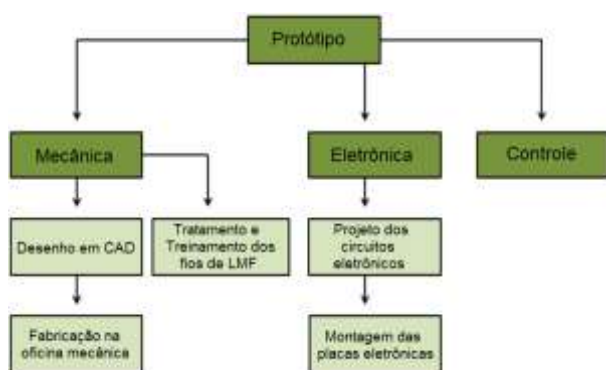 Protótipo
Mecânica
Eletrônica
Controle
Desenho em CAD
Tratamento e
Treinamento dos
fios de LMF
Projeto dos
circuitos
eletrônicos
Fabricação na
oficina mecânica
Montagem das
placas eletrônicas